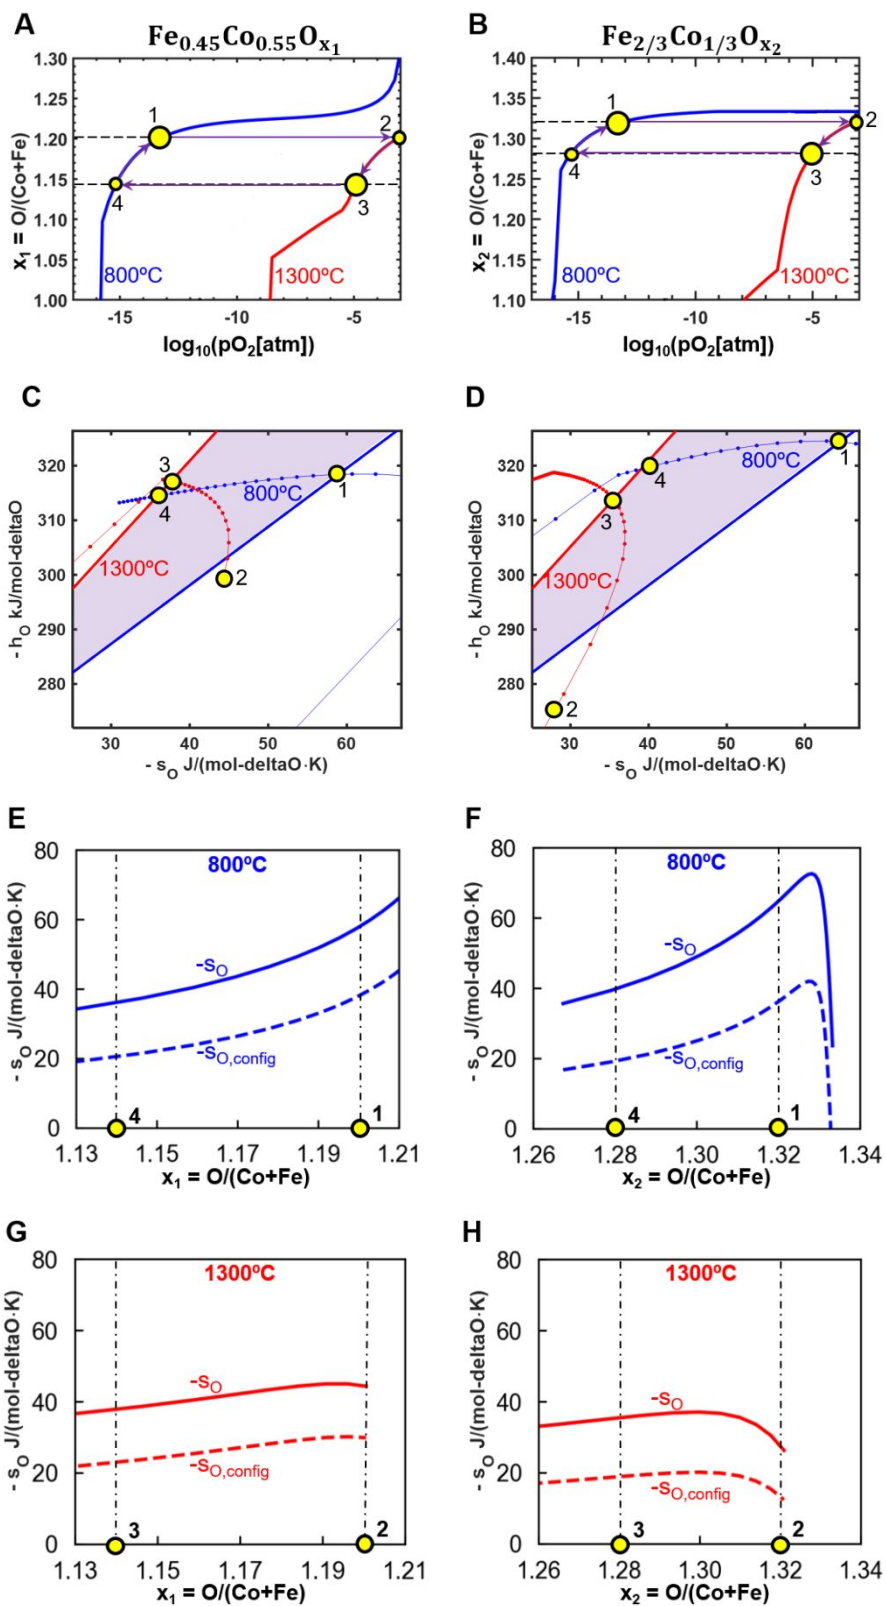 A
Fe0.45Co0.55Ox1
1.30
1.25
1.20
1.15
1.10
1.05
1.00
x1 = O/(Co+Fe)
1
2
3
4
800ºC
1300ºC
-15
-10
-5
log10(pO2[atm])
B
Fe2/3Co1/3Ox2
1.40
1.35
1.30
1.25
1.20
1.15
1.10
x2 = O/(Co+Fe)
1
2
3
4
800ºC
1300ºC
-15
-10
-5
log10(pO2[atm])
C
320
310
300
290
280
- hO kJ/mol-deltaO
3
4
800ºC
1
1300ºC
2
30
40
50
60
- sO J/(mol-deltaO·K)
D
320
310
300
290
280
- hO kJ/mol-deltaO
4
800ºC
1
3
1300ºC
2
30
40
50
60
- sO J/(mol-deltaO·K)
E
80
60
40
20
0
- sO J/(mol-deltaO·K)
800ºC
-sO
-sO,config
4
1
1.13
1.15
1.17
1.19
1.21
x1 = O/(Co+Fe)
F
80
60
40
20
0
- sO J/(mol-deltaO·K)
800ºC
-sO
-sO,config
4
1
1.26
1.28
1.30
1.32
1.34
x2 = O/(Co+Fe)
G
80
60
40
20
0
- sO J/(mol-deltaO·K)
1300ºC
-sO
-sO,config
3
2
1.13
1.15
1.17
1.19
1.21
x1 = O/(Co+Fe)
H
80
60
40
20
0
- sO J/(mol-deltaO·K)
1300ºC
-sO
-sO,config
3
2
1.26
1.28
1.30
1.32
1.34
x2 = O/(Co+Fe)